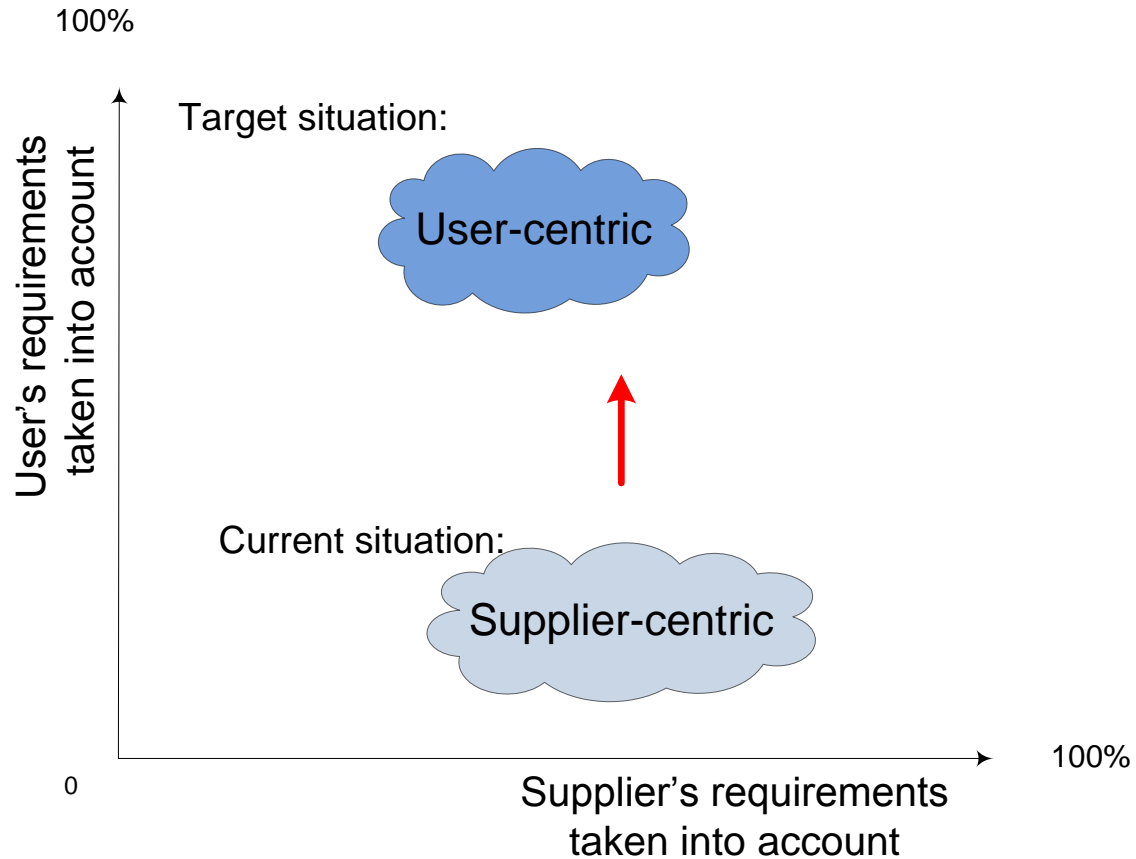 100%
Target situation:
User's requirements
taken into account
User-centric
Current situation:
Supplier-centric
0
100%
Supplier's requirements
taken into account